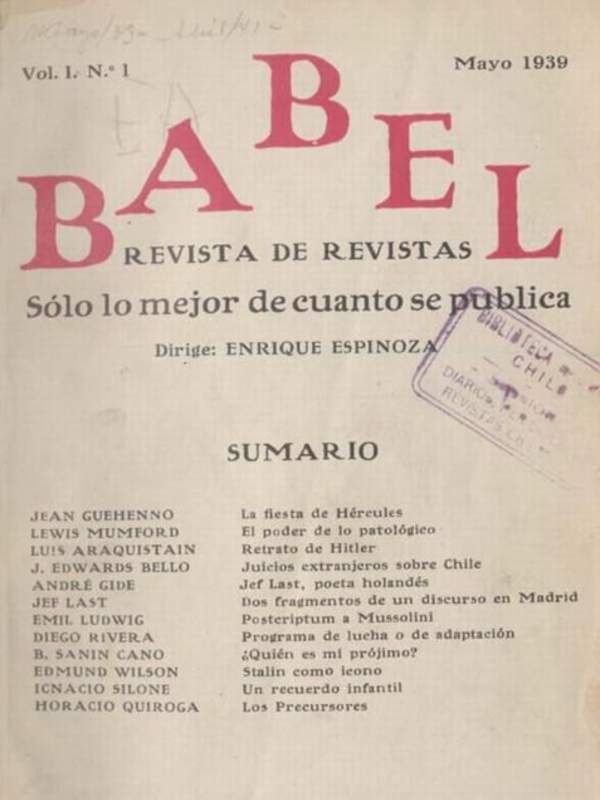 Vol. I. N.º 1
Mayo 1939
BABEL
REVISTA DE REVISTAS
Sólo lo mejor de cuanto se publica
Dirige: ENRIQUE ESPINOZA
BIBLIOTECA
CHILE
SUMARIO
JEAN GUEHENNO La fiesta de Hércules
LEWIS MUMFORD El poder de lo patológico
LUIS ARAQUISTAIN Retrato de Hitler
J. EDWARDS BELLO Juicios extranjeros sobre Chile
ANDRÉ GIDE Jef Last, poeta holandés
JEF LAST Dos fragmentos de un discurso en Madrid
EMIL LUDWIG Posteriptum a Mussolini
DIEGO RIVERA Programa de lucha o de adaptación
B. SANIN CANO ¿Quién es mi prójimo?
EDMUND WILSON Stalin como icono
IGNACIO SILONE Un recuerdo infantil
HORACIO QUIROGA Los Precursores